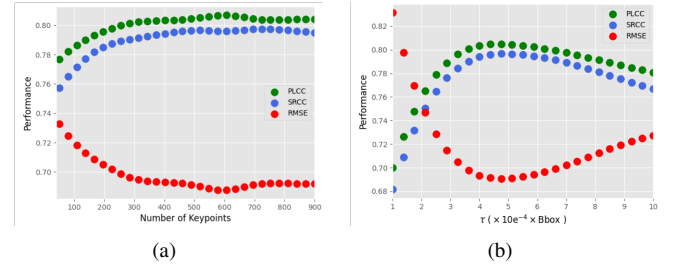 0.80
0.78
0.76
0.74
0.72
0.70
Performance
PLCC
SRCC
RMSE
100 200 300 400 500 600 700 800 900
Number of Keypoints
(a)
0.84
0.82
0.80
0.78
0.76
0.74
0.72
0.70
0.68
Performance
PLCC
SRCC
RMSE
1 2 3 4 5 6 7 8 9 10
τ ( ×10e⁻⁴ × Bbox )
(b)